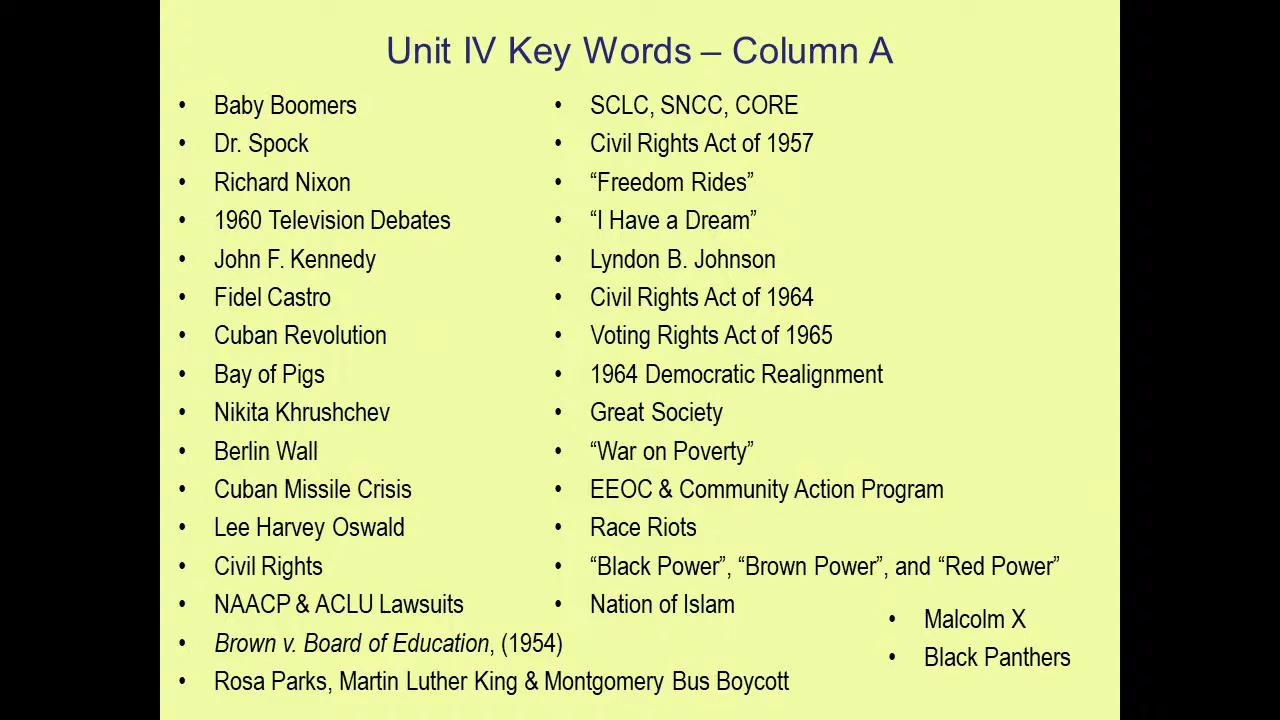 Unit IV Key Words – Column A
• Baby Boomers
• Dr. Spock
• Richard Nixon
• 1960 Television Debates
• John F. Kennedy
• Fidel Castro
• Cuban Revolution
• Bay of Pigs
• Nikita Khrushchev
• Berlin Wall
• Cuban Missile Crisis
• Lee Harvey Oswald
• Civil Rights
• NAACP & ACLU Lawsuits
• Brown v. Board of Education, (1954)
• Rosa Parks, Martin Luther King & Montgomery Bus Boycott
• SCLC, SNCC, CORE
• Civil Rights Act of 1957
• “Freedom Rides”
• “I Have a Dream”
• Lyndon B. Johnson
• Civil Rights Act of 1964
• Voting Rights Act of 1965
• 1964 Democratic Realignment
• Great Society
• “War on Poverty”
• EEOC & Community Action Program
• Race Riots
• “Black Power”, “Brown Power”, and “Red Power”
• Nation of Islam
• Malcolm X
• Black Panthers